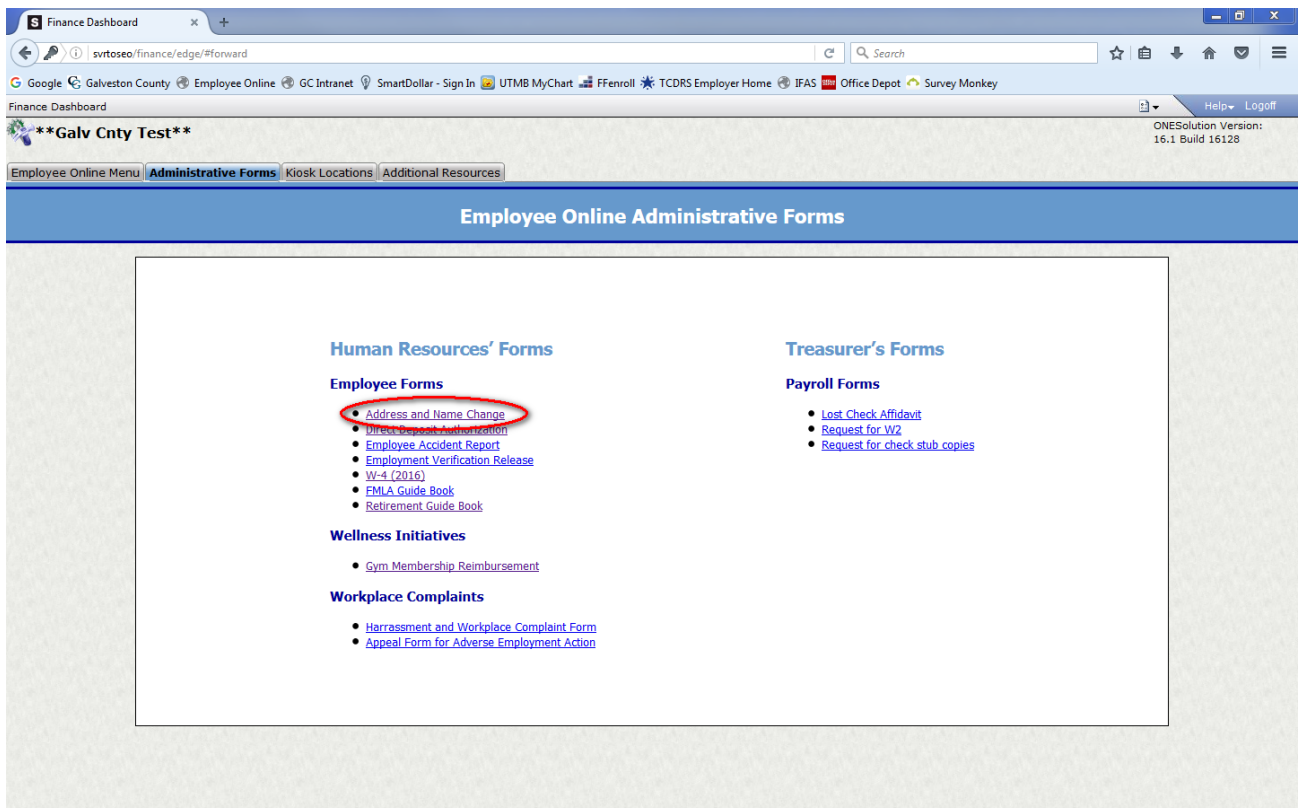 S Finance Dashboard × +
svrtoseo/finance/edge/#forward Search
Google Galveston County Employee Online GC Intranet SmartDollar - Sign In UTMB MyChart FFenroll TCDRS Employer Home IFAS Office Depot Survey Monkey
Finance Dashboard Help Logoff
**Galv Cnty Test** ONESolution Version:
16.1 Build 16128
Employee Online Menu Administrative Forms Kiosk Locations Additional Resources
Employee Online Administrative Forms
Human Resources’ Forms
Employee Forms
Address and Name Change
Direct Deposit Authorization
Employee Accident Report
Employment Verification Release
W-4 (2016)
FMLA Guide Book
Retirement Guide Book
Wellness Initiatives
Gym Membership Reimbursement
Workplace Complaints
Harrassment and Workplace Complaint Form
Appeal Form for Adverse Employment Action
Treasurer’s Forms
Payroll Forms
Lost Check Affidavit
Request for W2
Request for check stub copies